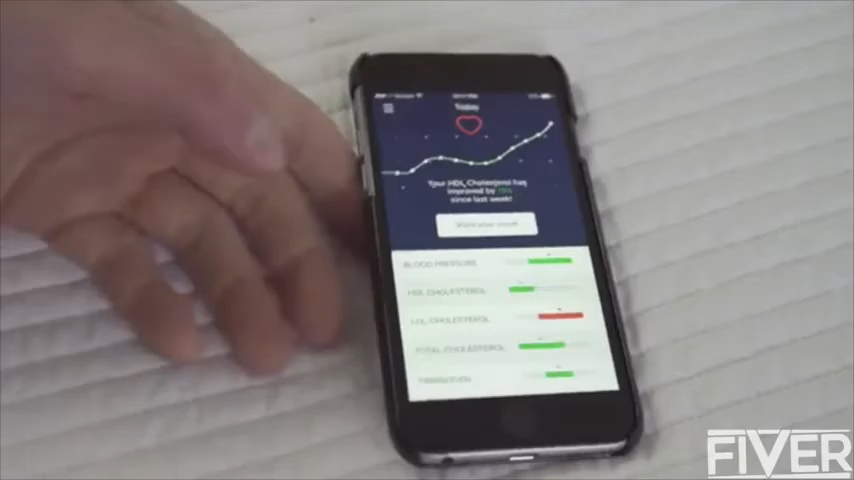 Today
Your HDL Cholesterol has
improved by
since last week!
BLOOD PRESSURE
HDL CHOLESTEROL
LDL CHOLESTEROL
TOTAL CHOLESTEROL
FIVER